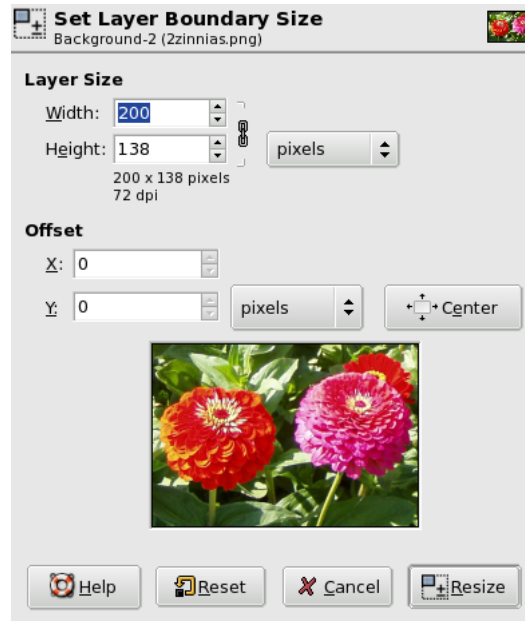 Set Layer Boundary Size
Background-2 (2zinnias.png)
Layer Size
Width: 200
Height: 138 pixels
200 x 138 pixels
72 dpi
Offset
X: 0
Y: 0 pixels Center
Help Reset Cancel Resize